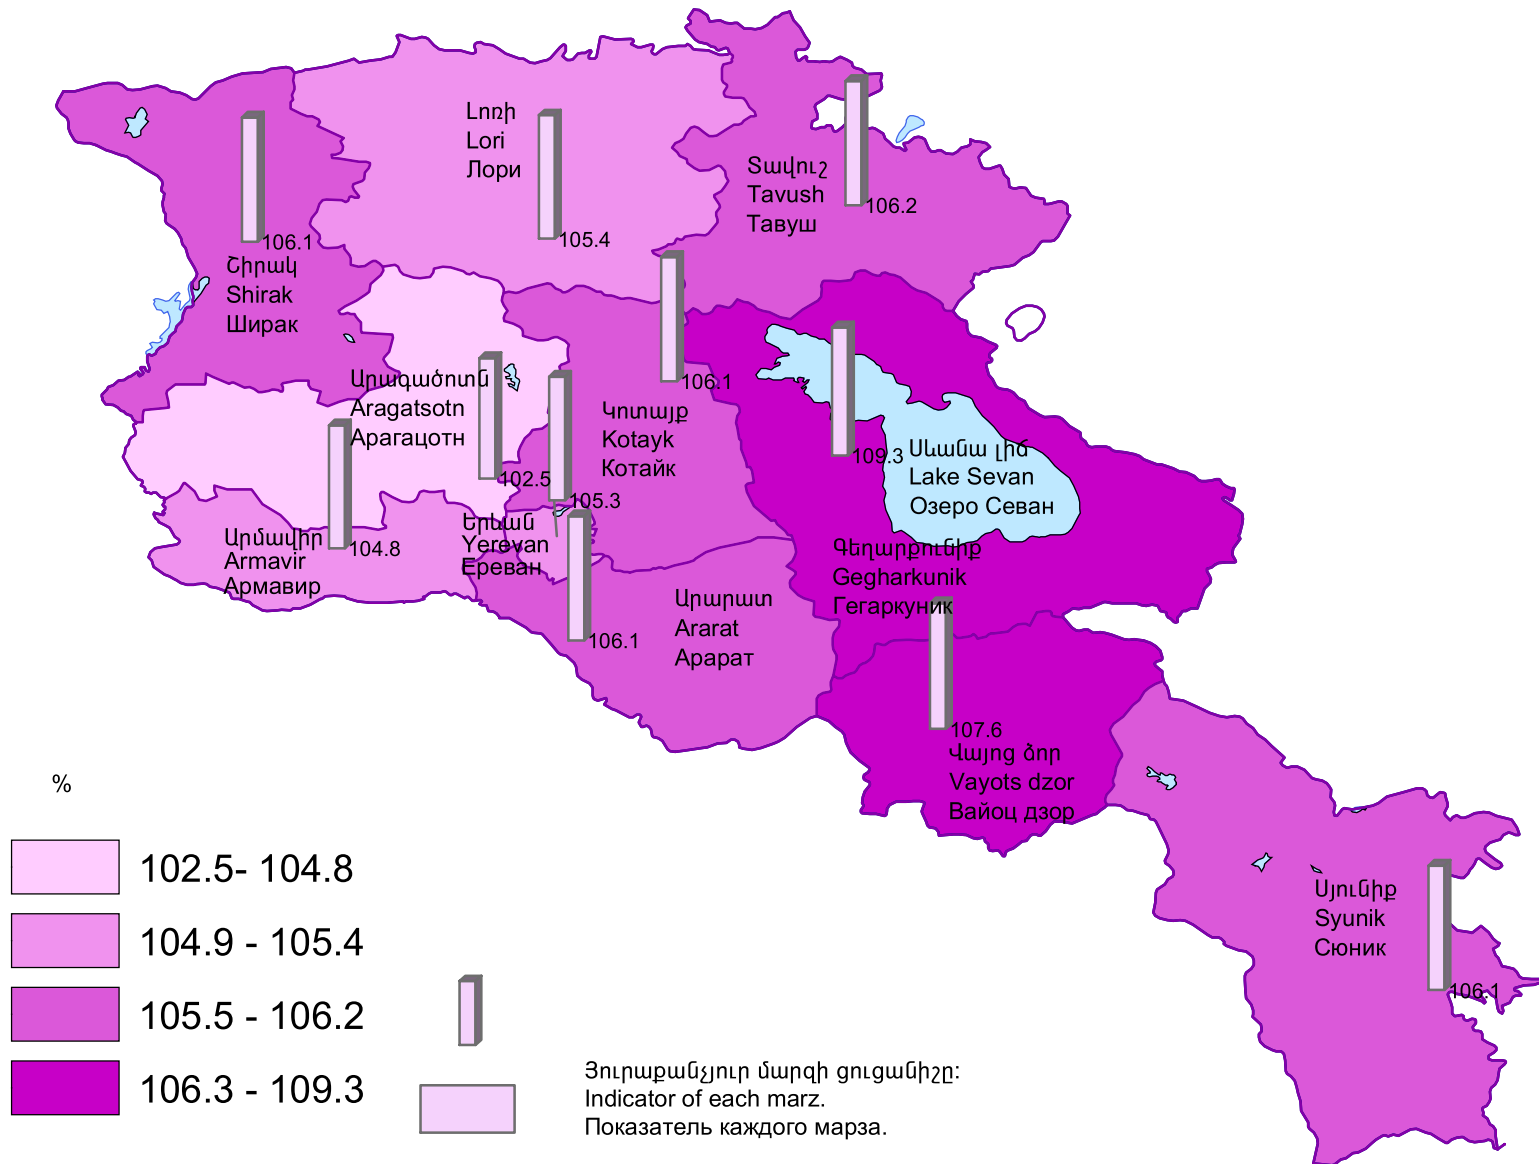 Լոռի
Lori
Лори
105.4
Տավուշ
Tavush
Тавуш
106.2
106.1
Շիրակ
Shirak
Ширак
106.1
Կոտայք
Kotayk
Котайк
Արագածոտն
Aragatsotn
Арагацотн
102.5
105.3
109.3
Սևանա լիճ
Lake Sevan
Озеро Севан
Արմավիր
Armavir
Армавир
104.8
Երևան
Yerevan
Ереван
Գեղարքունիք
Gegharkunik
Гегаркуник
Արարատ
Ararat
Арарат
106.1
107.6
Վայոց ձոր
Vayots dzor
Вайоц дзор
Սյունիք
Syunik
Сюник
106.1
%
102.5- 104.8
104.9 - 105.4
105.5 - 106.2
106.3 - 109.3
Յուրաքանչյուր մարզի ցուցանիշը:
Indicator of each marz.
Показатель каждого марза.